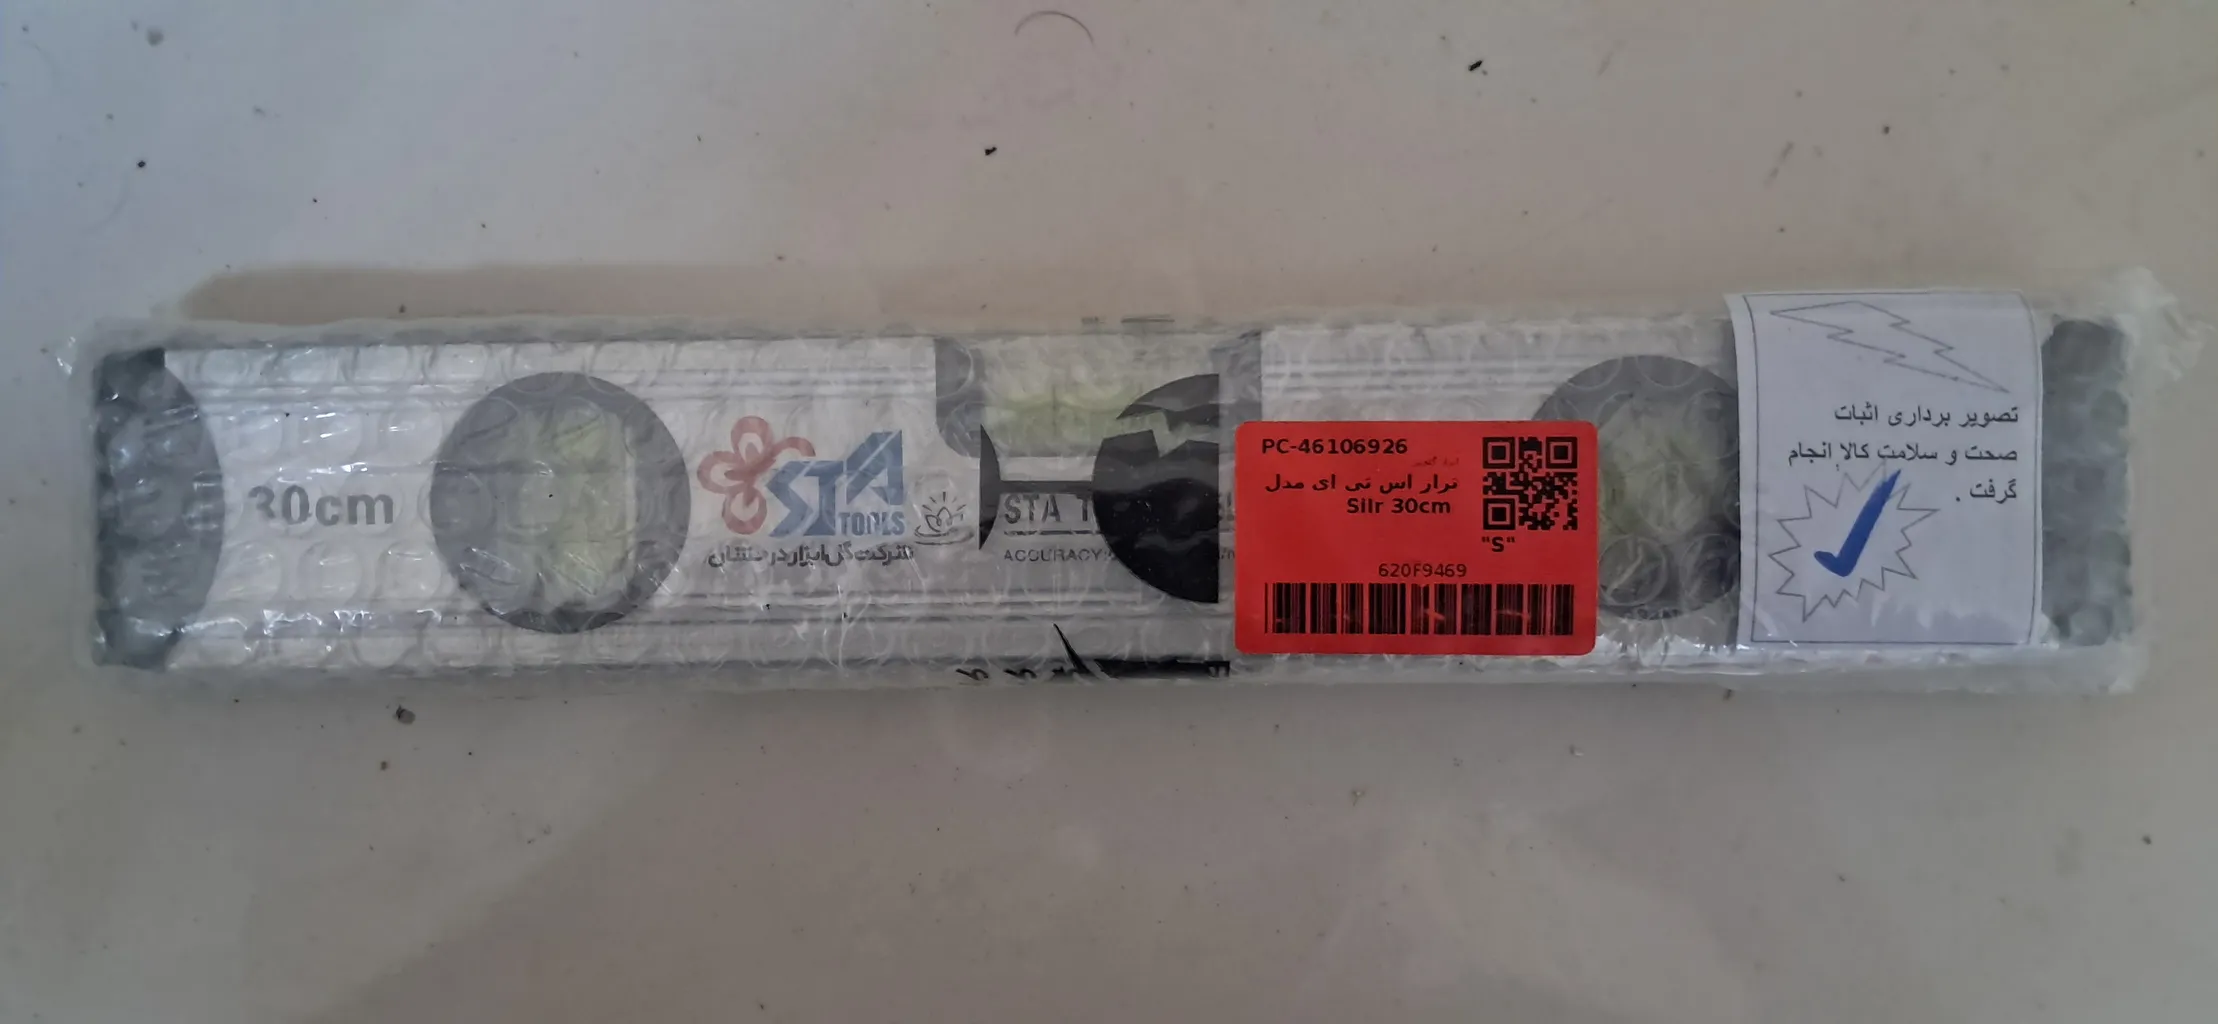 30cm
STA
TOOLS
شرکت گل ابزار درخشان
STA
ACCURACY
PC-46106926
تراز اس تی ای مدل
Silr 30cm
"S"
620F9469
تصویر برداری اثبات
صحت و سلامت کالا انجام
گرفت .